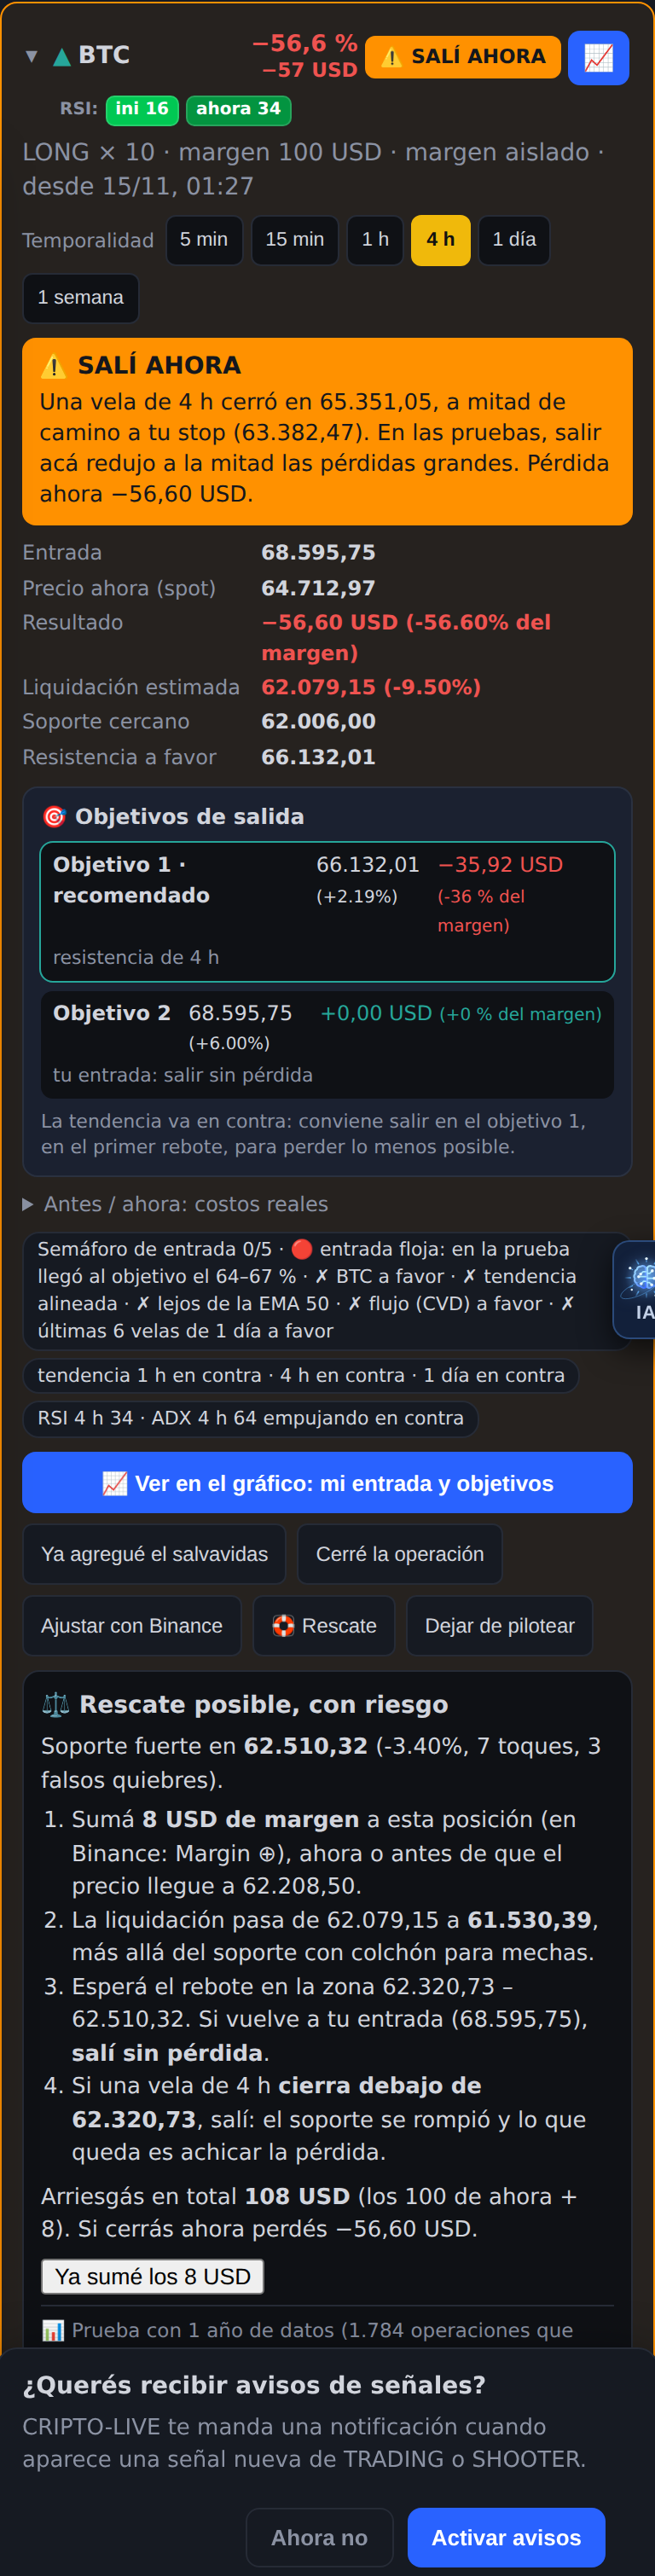 ▼ ▲ BTC −56,6 % ⚠️ SALÍ AHORA 📈
−57 USD
RSI: ini 16 ahora 34
LONG × 10 · margen 100 USD · margen aislado ·
desde 15/11, 01:27
Temporalidad 5 min 15 min 1 h 4 h 1 día
1 semana
⚠️ SALÍ AHORA
Una vela de 4 h cerró en 65.351,05, a mitad de
camino a tu stop (63.382,47). En las pruebas, salir
acá redujo a la mitad las pérdidas grandes. Pérdida
ahora −56,60 USD.
Entrada 68.595,75
Precio ahora (spot) 64.712,97
Resultado −56,60 USD (-56.60% del
margen)
Liquidación estimada 62.079,15 (-9.50%)
Soporte cercano 62.006,00
Resistencia a favor 66.132,01
🎯 Objetivos de salida
Objetivo 1 · 66.132,01 −35,92 USD
recomendado (+2.19%) (-36 % del
margen)
resistencia de 4 h
Objetivo 2 68.595,75 +0,00 USD (+0 % del margen)
(+6.00%)
tu entrada: salir sin pérdida
La tendencia va en contra: conviene salir en el objetivo 1,
en el primer rebote, para perder lo menos posible.
▶ Antes / ahora: costos reales
Semáforo de entrada 0/5 · 🔴 entrada floja: en la prueba
llegó al objetivo el 64–67 % · ✗ BTC a favor · ✗ tendencia
alineada · ✗ lejos de la EMA 50 · ✗ flujo (CVD) a favor · ✗
últimas 6 velas de 1 día a favor
IA
tendencia 1 h en contra · 4 h en contra · 1 día en contra
RSI 4 h 34 · ADX 4 h 64 empujando en contra
📈 Ver en el gráfico: mi entrada y objetivos
Ya agregué el salvavidas Cerré la operación
Ajustar con Binance 🛟 Rescate Dejar de pilotear
⚖️ Rescate posible, con riesgo
Soporte fuerte en 62.510,32 (-3.40%, 7 toques, 3
falsos quiebres).
1. Sumá 8 USD de margen a esta posición (en
Binance: Margin ⊕), ahora o antes de que el
precio llegue a 62.208,50.
2. La liquidación pasa de 62.079,15 a 61.530,39,
más allá del soporte con colchón para mechas.
3. Esperá el rebote en la zona 62.320,73 –
62.510,32. Si vuelve a tu entrada (68.595,75),
salí sin pérdida.
4. Si una vela de 4 h cierra debajo de
62.320,73, salí: el soporte se rompió y lo que
queda es achicar la pérdida.
Arriesgás en total 108 USD (los 100 de ahora +
8). Si cerrás ahora perdés −56,60 USD.
Ya sumé los 8 USD
📊 Prueba con 1 año de datos (1.784 operaciones que
¿Querés recibir avisos de señales?
CRIPTO-LIVE te manda una notificación cuando
aparece una señal nueva de TRADING o SHOOTER.
Ahora no Activar avisos